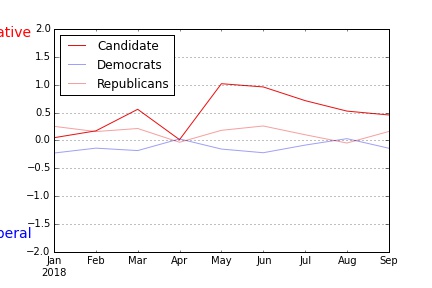 ative
Candidate
Democrats
Republicans
peral
2.0
1.5
1.0
0.5
0.0
−0.5
−1.0
−1.5
−2.0
Jan Feb Mar Apr May Jun Jul Aug Sep
2018